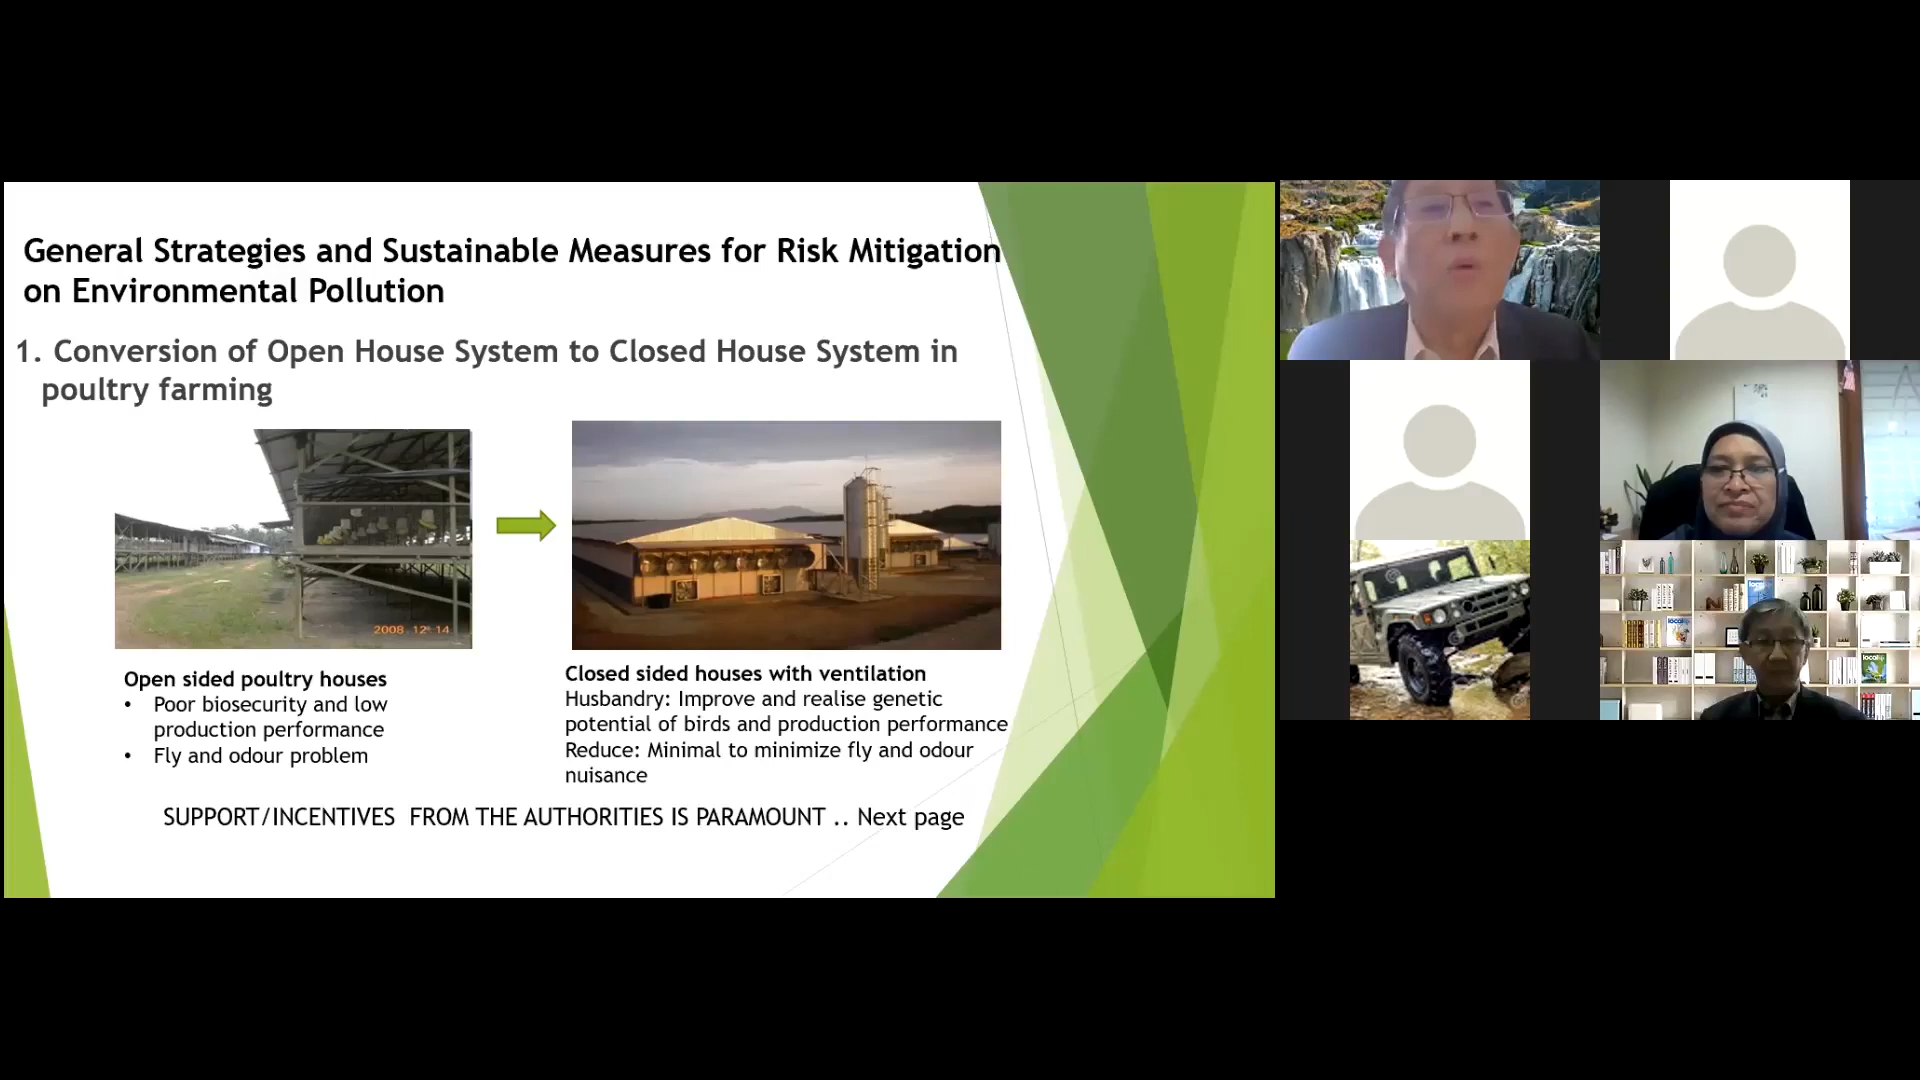 General Strategies and Sustainable Measures for Risk Mitigation
on Environmental Pollution
1. Conversion of Open House System to Closed House System in
poultry farming
2008 12 14
Open sided poultry houses
• Poor biosecurity and low
production performance
• Fly and odour problem
Closed sided houses with ventilation
Husbandry: Improve and realise genetic
potential of birds and production performance
Reduce: Minimal to minimize fly and odour
nuisance
SUPPORT/INCENTIVES FROM THE AUTHORITIES IS PARAMOUNT .. Next page
local
local
local